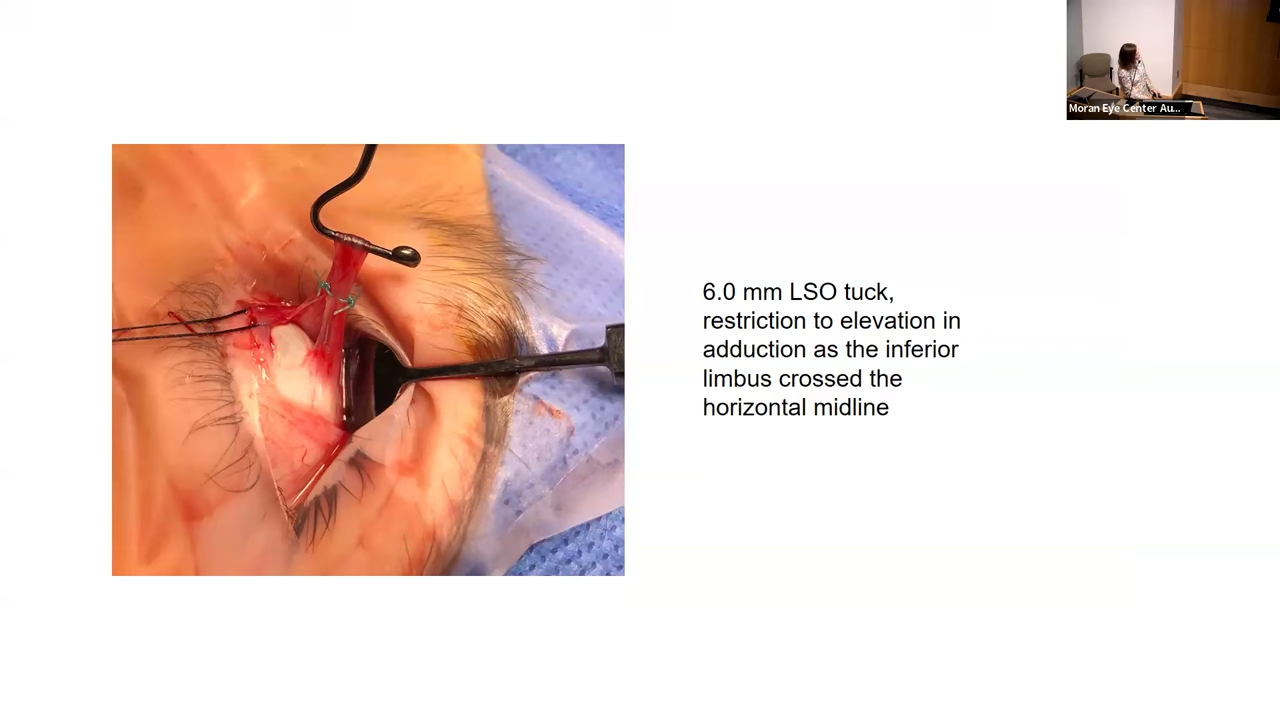 Moran Eye Center Au...
6.0 mm LSO tuck,
restriction to elevation in
adduction as the inferior
limbus crossed the
horizontal midline